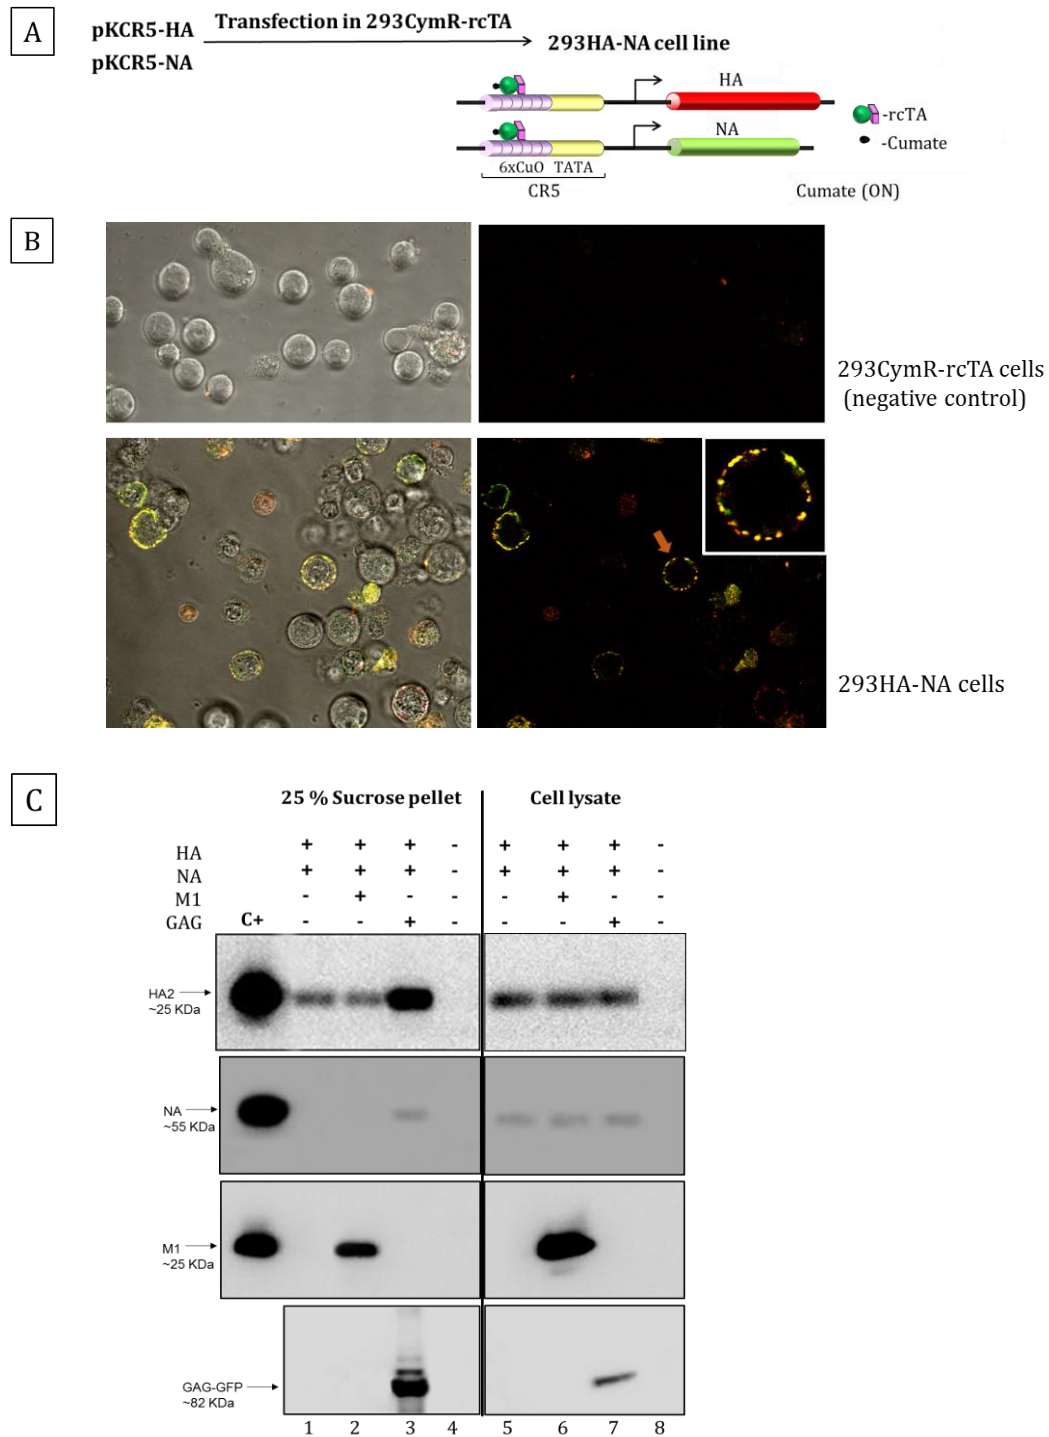 A
pKCR5-HA
pKCR5-NA
Transfection in 293CymR-rcTA
293HA-NA cell line
HA
NA
6xCuO TATA
CR5
-rcTA
-Cumate
Cumate (ON)
B
293CymR-rcTA cells
(negative control)
293HA-NA cells
C
25 % Sucrose pellet
Cell lysate
HA + + + - + + + -
NA + + + - + + + -
M1 - + - - - + - -
GAG C+ - - + - - - + -
HA2
~25 KDa
NA
~55 KDa
M1
~25 KDa
GAG-GFP
~82 KDa
1 2 3 4 5 6 7 8